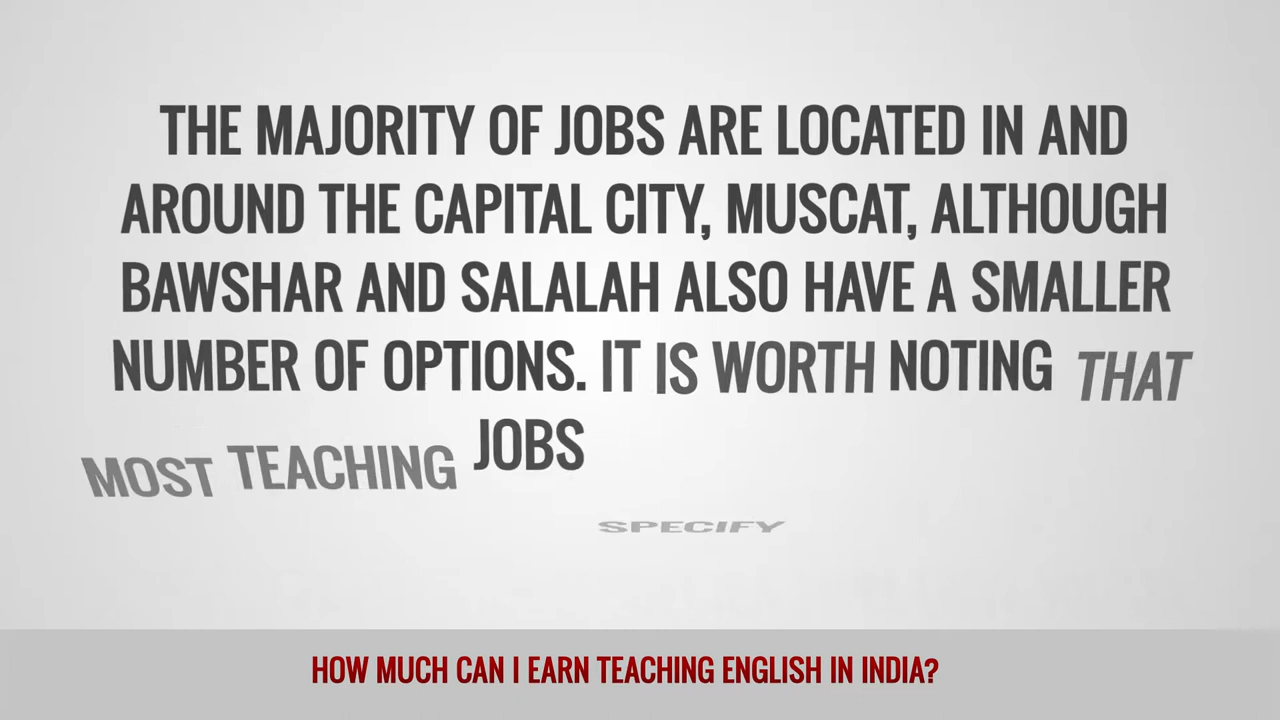 THE MAJORITY OF JOBS ARE LOCATED IN AND
AROUND THE CAPITAL CITY, MUSCAT, ALTHOUGH
BAWSHAR AND SALALAH ALSO HAVE A SMALLER
NUMBER OF OPTIONS. IT IS WORTH NOTING THAT
MOST TEACHING JOBS
SPECIFY
HOW MUCH CAN I EARN TEACHING ENGLISH IN INDIA?